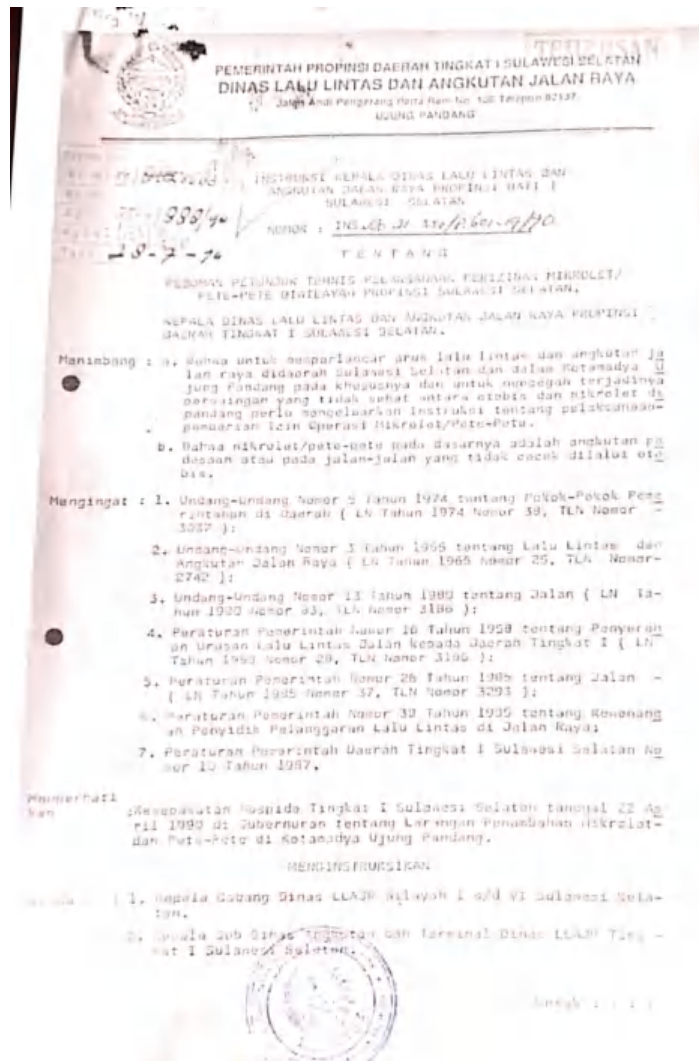 TEMBUSAN
PEMERINTAH PROPINSI DAERAH TINGKAT I SULAWESI SELATAN
DINAS LALU LINTAS DAN ANGKUTAN JALAN RAYA
Jalan Andi Pangerang Petta Rani No.
UJUNG PANDANG
INSTRUKSI KEPALA DINAS LALU LINTAS DAN
ANGKUTAN JALAN RAYA PROPINSI DATI I
SULAWESI SELATAN
NOMOR :
T E N T A N G
PEDOMAN PETUNJUK TEHNIS PELAKSANAAN PERIZINAN MIKROLET/
PETE-PETE DIWILAYAH PROPINSI SULAWESI SELATAN.
KEPALA DINAS LALU LINTAS DAN ANGKUTAN JALAN RAYA PROPINSI
DAERAH TINGKAT I SULAWESI SELATAN.
Menimbang : a. Bahwa untuk memperlancar arus lalu lintas dan angkutan ja
lan raya didaerah Sulawesi Selatan dan dalam Kotamadya U
jung Pandang pada khususnya dan untuk mencegah terjadinya
persaingan yang tidak sehat antara otobis dan mikrolet di
pandang perlu mengeluarkan Instruksi tentang pelaksanaan-
pemberian Izin Operasi Mikrolet/Pete-Pete.
b. Bahwa mikrolet/pete-pete pada dasarnya adalah angkutan pe
desaan atau pada jalan-jalan yang tidak cocok dilalui oto
bis.
Mengingat : 1. Undang-Undang Nomor 5 Tahun 1974 tentang Pokok-Pokok Peme
rintahan di Daerah ( LN Tahun 1974 Nomor 38, TLN Nomor -
3037 );
2. Undang-Undang Nomor 3 Tahun 1965 tentang Lalu Lintas dan
Angkutan Jalan Raya ( LN Tahun 1965 Nomor 25, TLN Nomor-
2742 );
3. Undang-Undang Nomor 13 Tahun 1980 tentang Jalan ( LN Ta-
hun 1980 Nomor 83, TLN Nomor 3186 );
4. Peraturan Pemerintah Nomor 16 Tahun 1958 tentang Penyerah
an Urusan Lalu Lintas Jalan kepada Daerah Tingkat I ( LN
Tahun 1958 Nomor 28, TLN Nomor );
5. Peraturan Pemerintah Nomor 26 Tahun 1985 tentang Jalan -
( LN Tahun 1985 Nomor 37, TLN Nomor 3293 );
6. Peraturan Pemerintah Nomor Tahun tentang Kewenang
an Penyidik Pelanggaran Lalu Lintas di Jalan Raya;
7. Peraturan Pemerintah Daerah Tingkat I Sulawesi Selatan No
mor 10 Tahun 1987.
Memperhati
kan :Kesepakatan Muspida Tingkat I Sulawesi Selatan tanggal 22 Ap
ril 1990 di Gubernuran tentang Larangan Penambahan Mikrolet-
dan Pete-Pete di Kotamadya Ujung Pandang.
MENGINSTRUKSIKAN
: 1. Kepala Cabang Dinas LLAJR Wilayah I s/d VI Sulawesi Sela-
tan.
2. Kepala Sub Dinas Angkutan dan Terminal Dinas LLAJR Ting -
kat I Sulawesi Selatan.